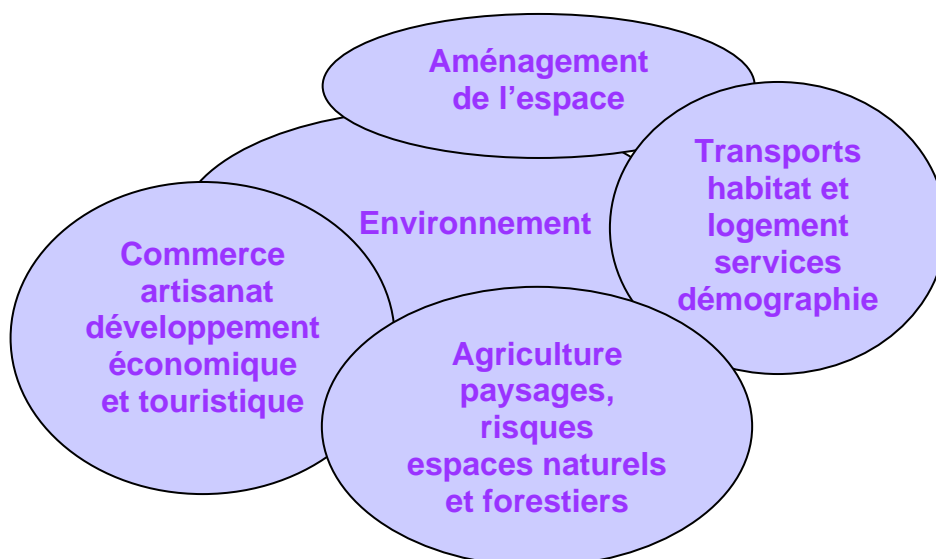 Aménagement
de l’espace
Transports
habitat et
logement
services
démographie
Environnement
Commerce
artisanat
développement
économique
et touristique
Agriculture
paysages,
risques
espaces naturels
et forestiers